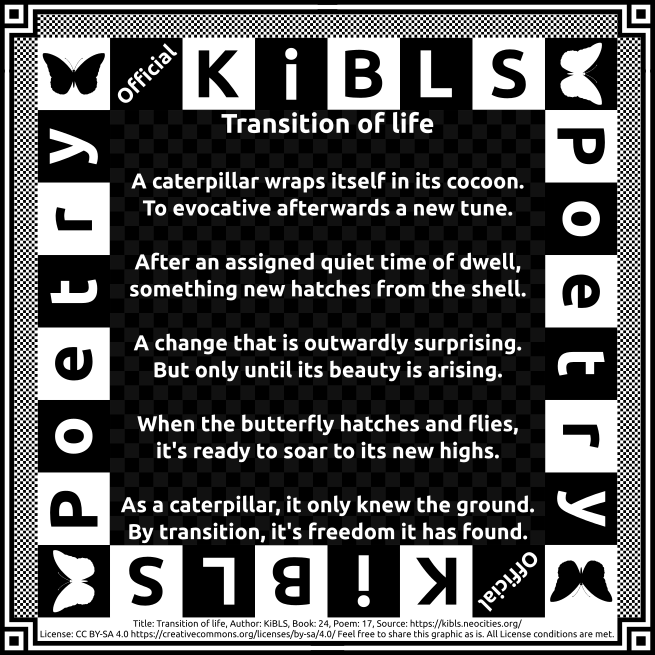 Official KiBLS
Poetry
Poetry
Transition of life
A caterpillar wraps itself in its cocoon.
To evocative afterwards a new tune.
After an assigned quiet time of dwell,
something new hatches from the shell.
A change that is outwardly surprising.
But only until its beauty is arising.
When the butterfly hatches and flies,
it's ready to soar to its new highs.
As a caterpillar, it only knew the ground.
By transition, it's freedom it has found.
Official KiBLS
Title: Transition of life, Author: KiBLS, Book: 24, Poem: 17, Source: https://kibls.neocities.org/
License: CC BY-SA 4.0 https://creativecommons.org/licenses/by-sa/4.0/ Feel free to share this graphic as is. All License conditions are met.